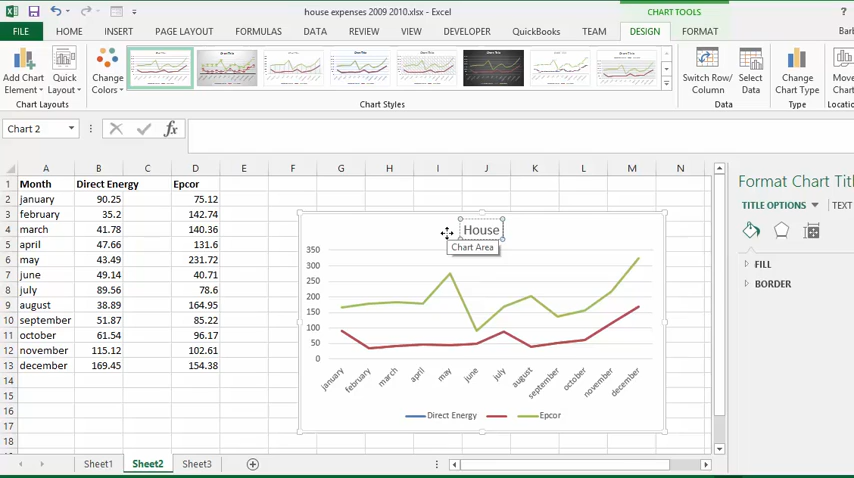 house expenses 2009 2010.xlsx - Excel
CHART TOOLS
?
FILE HOME INSERT PAGE LAYOUT FORMULAS DATA REVIEW VIEW DEVELOPER QuickBooks TEAM DESIGN FORMAT Barb
Add Chart Element Quick Layout Change Colors Switch Row/ Column Select Data Change Chart Type Move Chart
Chart Layouts Chart Styles Data Type
Chart 2 fx
A B C D E F G H I J K L M N
Format Chart Titl
TITLE OPTIONS TEXT
FILL
BORDER
1 Month Direct Energy Epcor
2 january 90.25 75.12
3 february 35.2 142.74
4 march 41.78 140.36
5 april 47.66 131.6
6 may 43.49 231.72
7 june 49.14 40.71
8 july 89.56 78.6
9 august 38.89 164.95
10 september 51.87 85.22
11 october 61.54 96.17
12 november 115.12 102.61
13 december 169.45 154.38
14
15
16
17
18
House
Chart Area
350
300
250
200
150
100
50
0
january february march april may june july august september october november december
Direct Energy Epcor
Sheet1 Sheet2 Sheet3